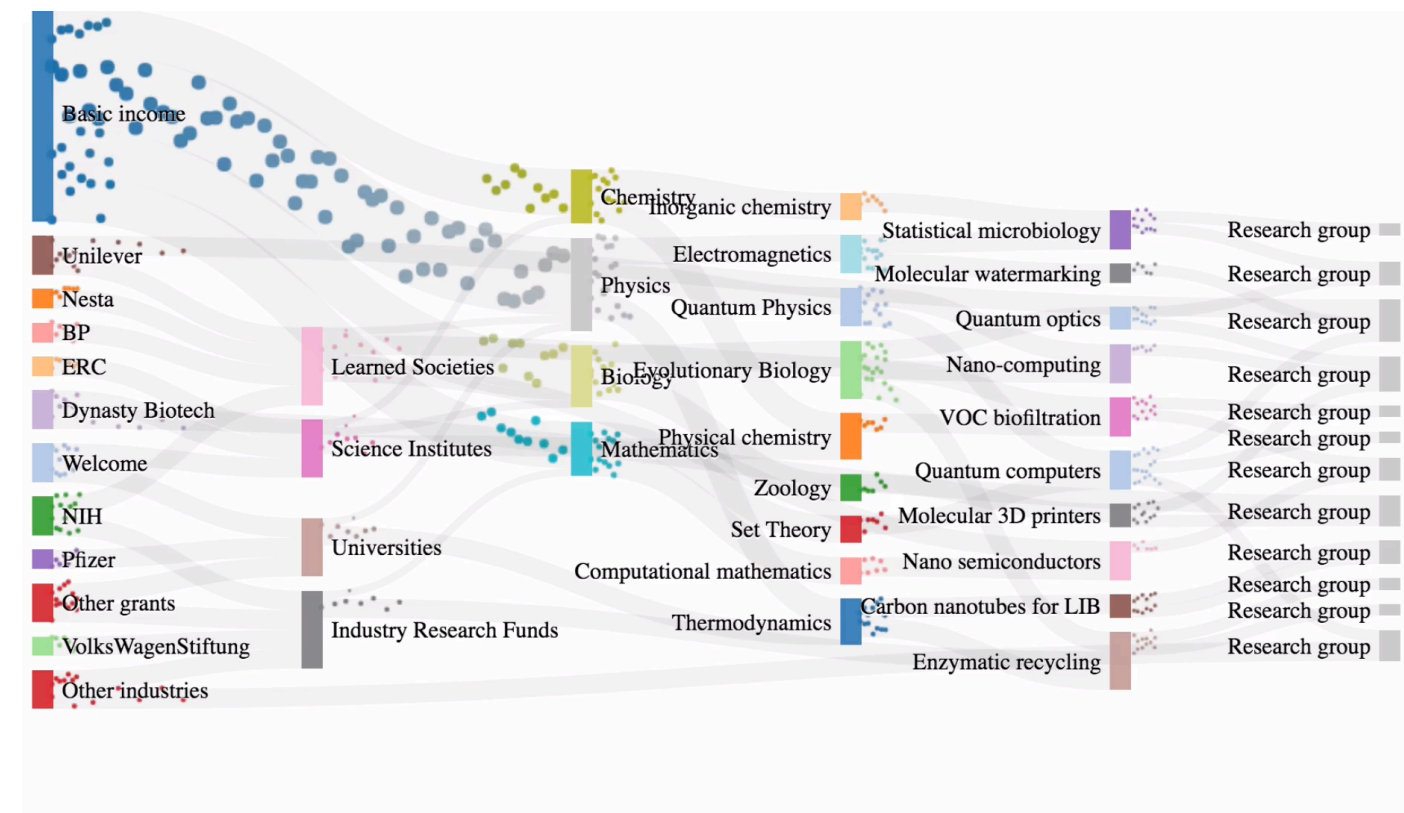 Basic income
Unilever
Nesta
BP
ERC
Dynasty Biotech
Welcome
NIH
Pfizer
Other grants
VolksWagenStiftung
Other industries
Learned Societies
Science Institutes
Universities
Industry Research Funds
Chemistry
Physics
Biology
Mathematics
Inorganic chemistry
Electromagnetics
Quantum Physics
Evolutionary Biology
Physical chemistry
Zoology
Set Theory
Computational mathematics
Thermodynamics
Statistical microbiology
Molecular watermarking
Quantum optics
Nano-computing
VOC biofiltration
Quantum computers
Molecular 3D printers
Nano semiconductors
Carbon nanotubes for LIB
Enzymatic recycling
Research group
Research group
Research group
Research group
Research group
Research group
Research group
Research group
Research group
Research group
Research group
Research group